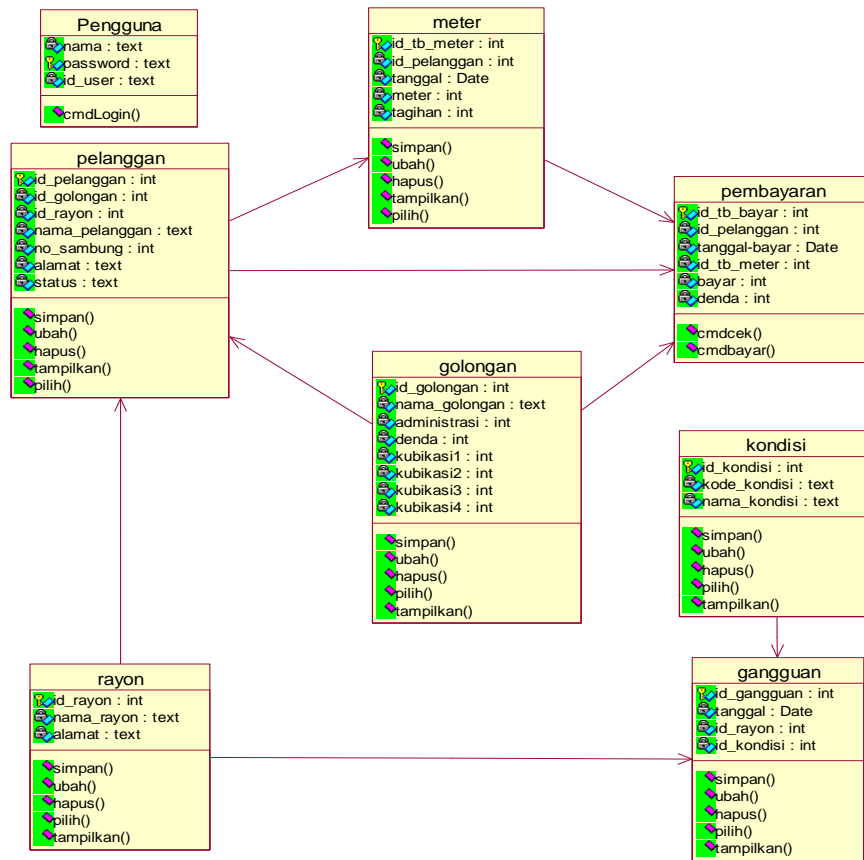 Pengguna
nama : text
password : text
id_user : text
cmdLogin()
meter
id_tb_meter : int
id_pelanggan : int
tanggal : Date
meter : int
tagihan : int
simpan()
ubah()
hapus()
tampilkan()
pilih()
pelanggan
id_pelanggan : int
id_golongan : int
id_rayon : int
nama_pelanggan : text
no_sambung : int
alamat : text
status : text
simpan()
ubah()
hapus()
tampilkan()
pilih()
pembayaran
id_tb_bayar : int
id_pelanggan : int
tanggal-bayar : Date
id_tb_meter : int
bayar : int
denda : int
cmdcek()
cmdbayar()
golongan
id_golongan : int
nama_golongan : text
administrasi : int
denda : int
kubikasi1 : int
kubikasi2 : int
kubikasi3 : int
kubikasi4 : int
simpan()
ubah()
hapus()
pilih()
tampilkan()
kondisi
id_kondisi : int
kode_kondisi : text
nama_kondisi : text
simpan()
ubah()
hapus()
pilih()
tampilkan()
rayon
id_rayon : int
nama_rayon : text
alamat : text
simpan()
ubah()
hapus()
pilih()
tampilkan()
gangguan
id_gangguan : int
tanggal : Date
id_rayon : int
id_kondisi : int
simpan()
ubah()
hapus()
pilih()
tampilkan()